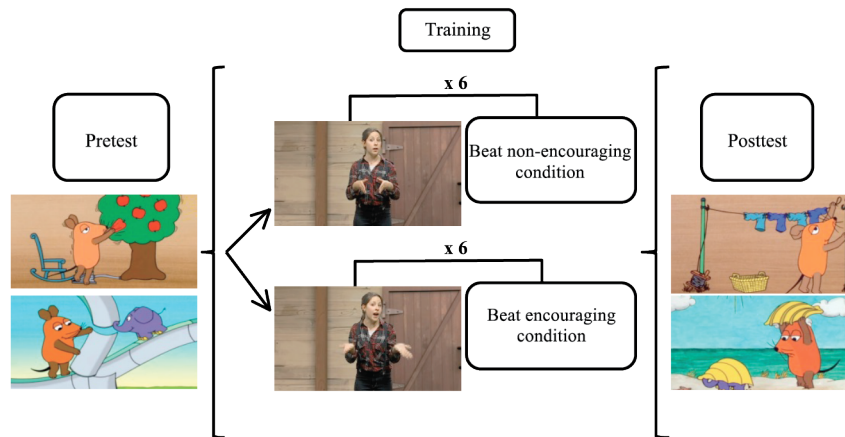 Training
x 6
Pretest
Beat non-encouraging
condition
Posttest
x 6
Beat encouraging
condition